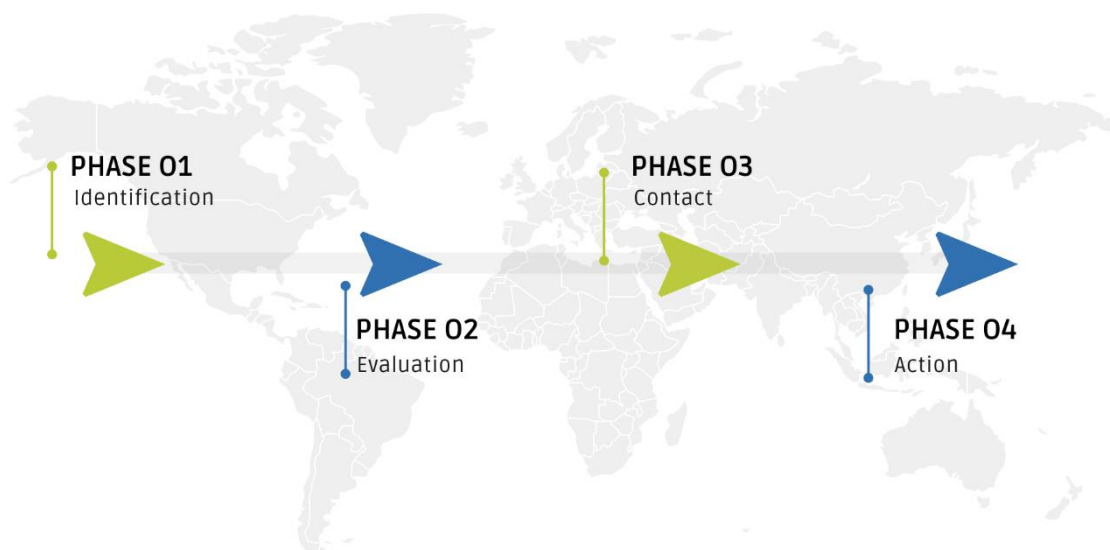 PHASE 01
Identification
PHASE 02
Evaluation
PHASE 03
Contact
PHASE 04
Action